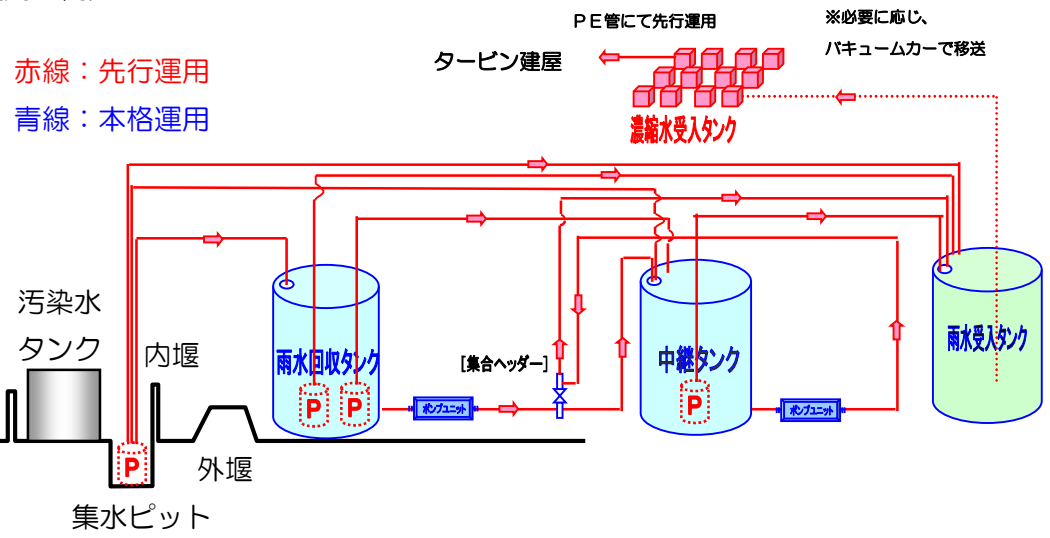 ＰＥ管にて先行運用
※必要に応じ、
バキュームカーで移送
タービン建屋
赤線：先行運用
青線：本格運用
濃縮水受入タンク
汚染水
タンク
内堰
雨水回収タンク
[集合ヘッダー]
中継タンク
雨水受入タンク
P
P
P
ポンプユニット
ポンプユニット
P
外堰
集水ピット